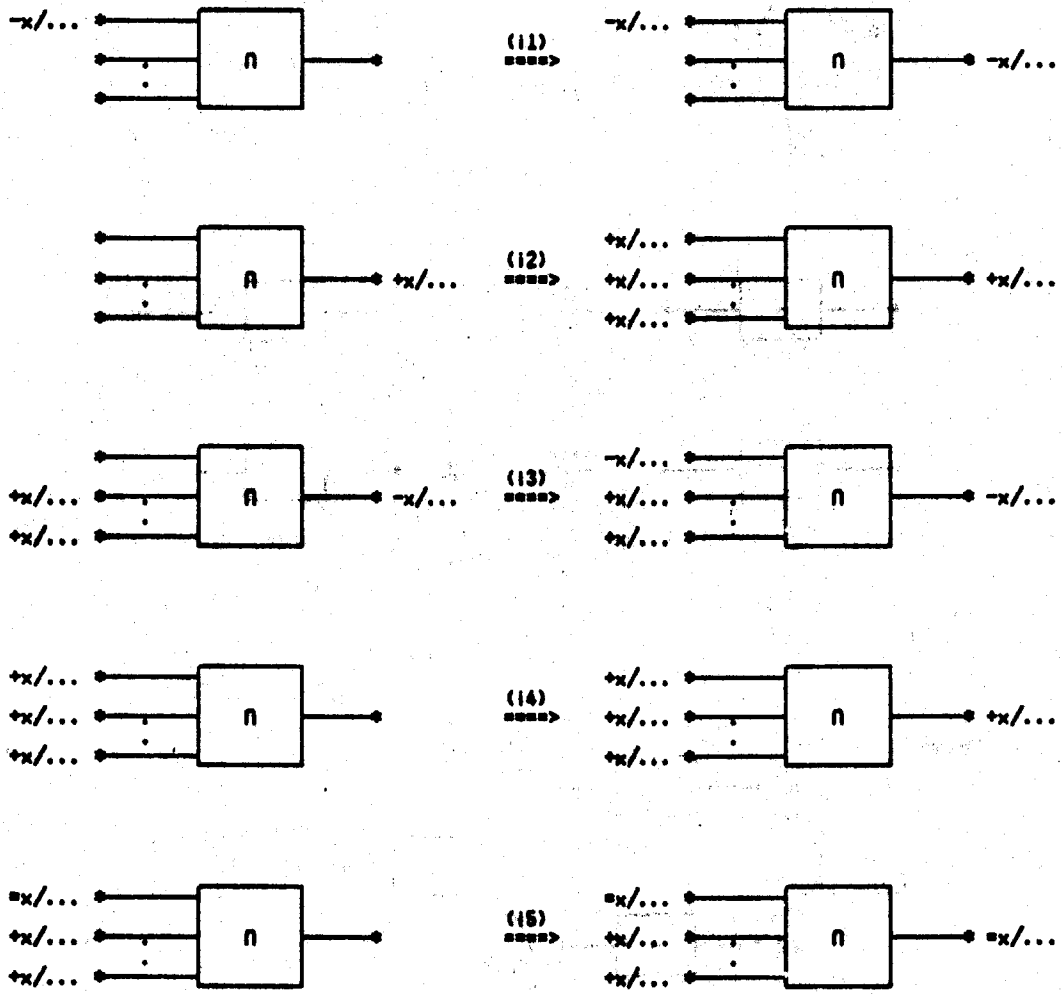 -x/... * ∩ * (i1) ====> -x/... * ∩ * -x/...
* *
* *
* +x/... *
* ∩ * +x/... (i2) ====> +x/... * ∩ * +x/...
* +x/... *
* -x/... *
+x/... * ∩ * -x/... (i3) ====> +x/... * ∩ * -x/...
+x/... * +x/... *
+x/... * +x/... *
+x/... * ∩ * (i4) ====> +x/... * ∩ * +x/...
+x/... * +x/... *
=x/... * =x/... *
+x/... * ∩ * (i5) ====> +x/... * ∩ * =x/...
+x/... * +x/... *